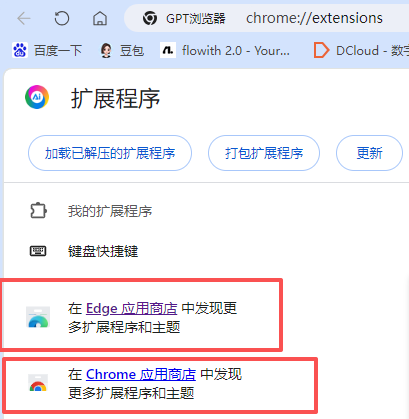 GPT浏览器 chrome://extensions
百度一下 豆包 flowith 2.0 - Your... DCloud - 数字
Ai 扩展程序
加载已解压的扩展程序 打包扩展程序 更新
我的扩展程序
键盘快捷键
在 Edge 应用商店 中发现更
多扩展程序和主题
在 Chrome 应用商店 中发现
更多扩展程序和主题